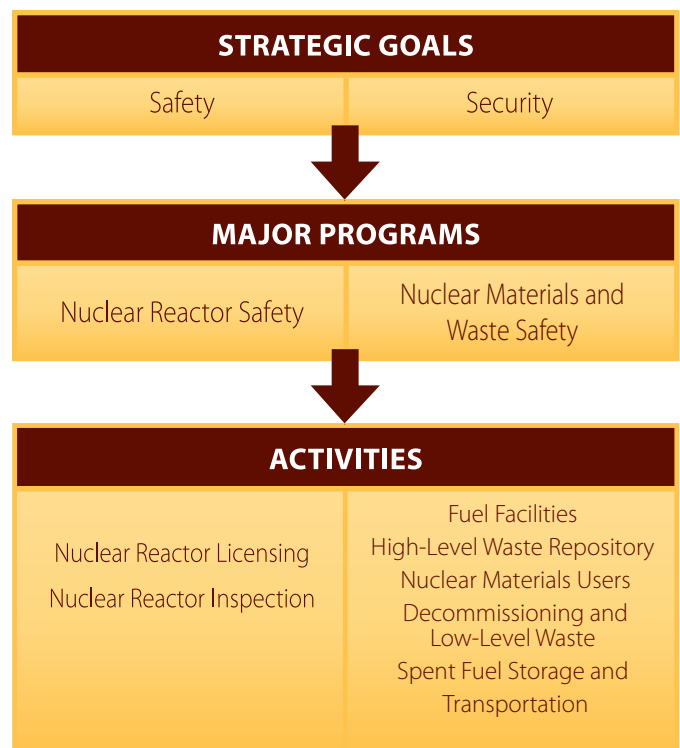 STRATEGIC GOALS
Safety
Security
MAJOR PROGRAMS
Nuclear Reactor Safety
Nuclear Materials and
Waste Safety
ACTIVITIES
Nuclear Reactor Licensing
Nuclear Reactor Inspection
Fuel Facilities
High-Level Waste Repository
Nuclear Materials Users
Decommissioning and
Low-Level Waste
Spent Fuel Storage and
Transportation